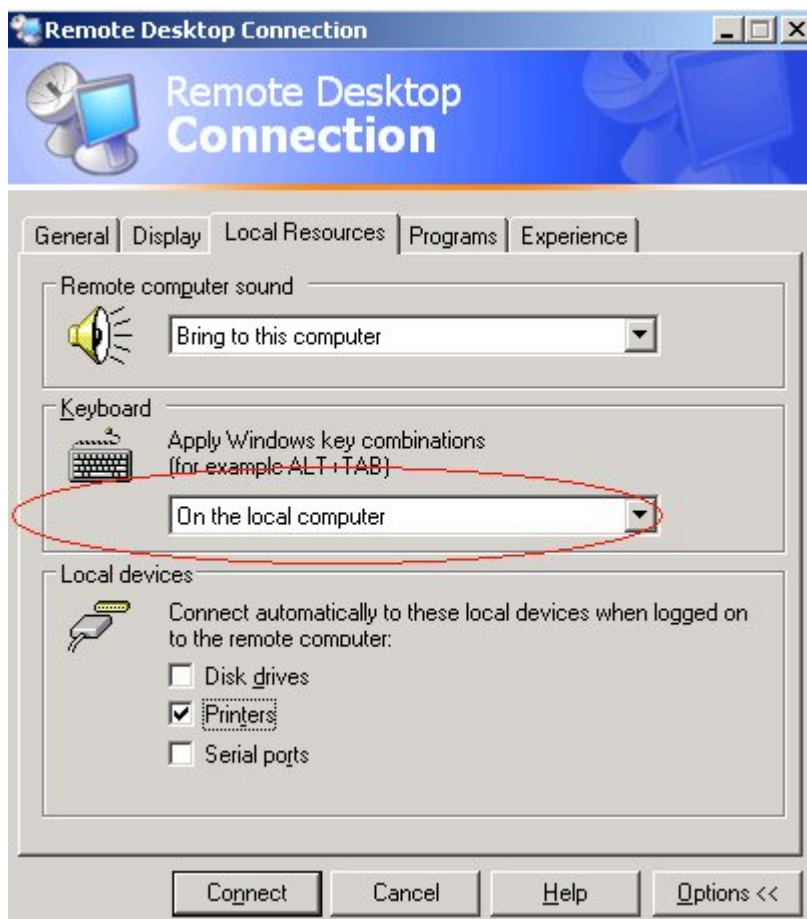 Remote Desktop Connection
Remote Desktop
Connection
General Display Local Resources Programs Experience
Remote computer sound
Bring to this computer
Keyboard
Apply Windows key combinations
(for example ALT+TAB)
On the local computer
Local devices
Connect automatically to these local devices when logged on
to the remote computer:
Disk drives
Printers
Serial ports
Connect Cancel Help Options <<